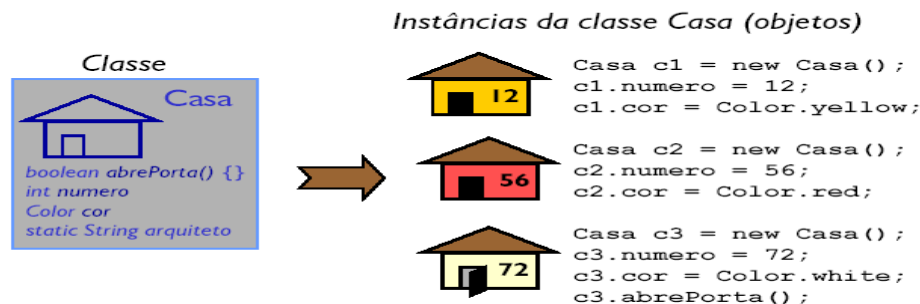 Instâncias da classe Casa (objetos)
Classe
Casa
boolean abrePorta() {}
int numero
Color cor
static String arquiteto
12
Casa c1 = new Casa();
c1.numero = 12;
c1.cor = Color.yellow;
56
Casa c2 = new Casa();
c2.numero = 56;
c2.cor = Color.red;
72
Casa c3 = new Casa();
c3.numero = 72;
c3.cor = Color.white;
c3.abrePorta();